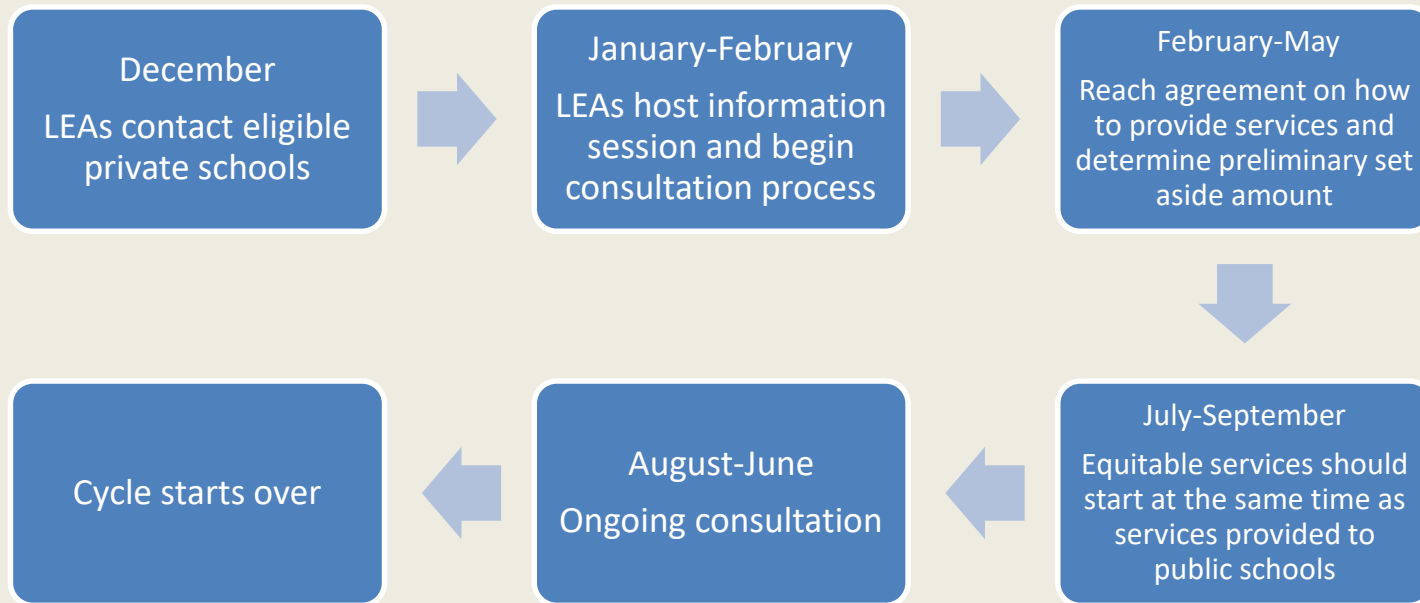 December
LEAs contact eligible
private schools
January-February
LEAs host information
session and begin
consultation process
February-May
Reach agreement on how
to provide services and
determine preliminary set
aside amount
July-September
Equitable services should
start at the same time as
services provided to
public schools
August-June
Ongoing consultation
Cycle starts over